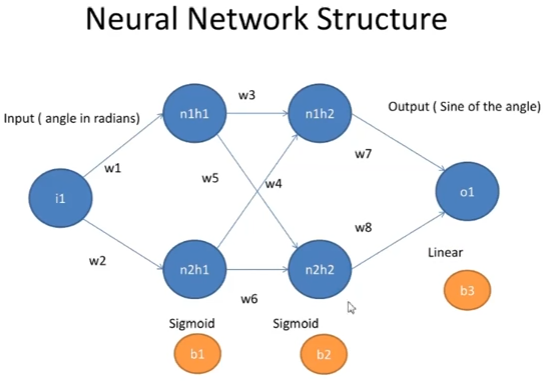 Neural Network Structure
Input ( angle in radians)
Output ( Sine of the angle)
n1h1
w3
n1h2
w1
w5
w4
w7
i1
o1
w2
w8
n2h1
w6
n2h2
Linear
b3
Sigmoid
Sigmoid
b1
b2